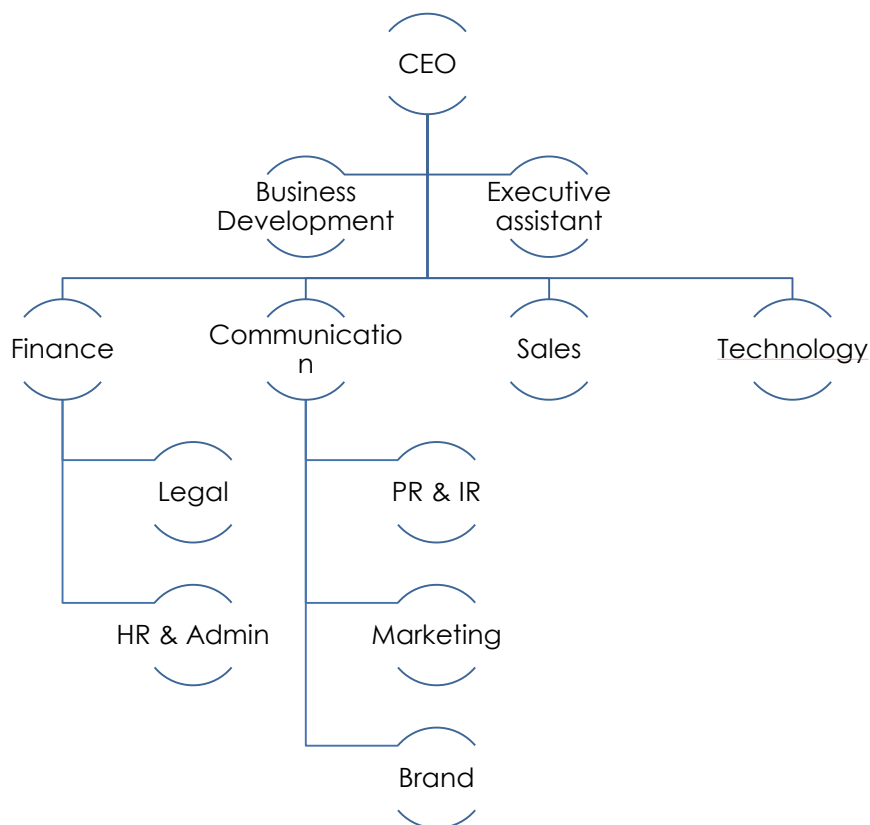 CEO
Business
Development
Executive
assistant
Finance
Communicatio
n
Sales
Technology
Legal
PR & IR
HR & Admin
Marketing
Brand